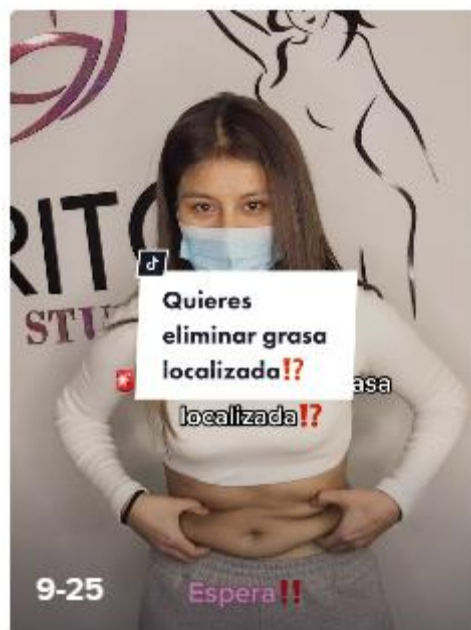 RITO
STU
Quieres
eliminar grasa
localizada⁉️
🚨
asa
localizada⁉️
9-25
Espera‼️